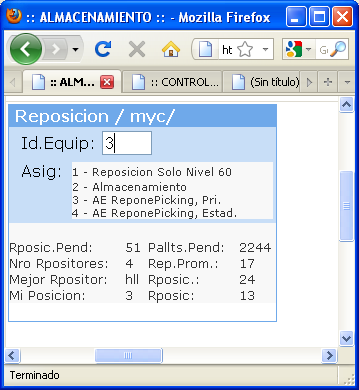 :: ALMACENAMIENTO :: - Mozilla Firefox
ht
:: ALM...
:: CONTROL...
(Sin título)
Reposicion / myc/
Id.Equip: 3
Asig: 1 - Reposicion Solo Nivel 60
2 - Almacenamiento
3 - AE ReponePicking, Pri.
4 - AE ReponePicking, Estad.
Rposic.Pend: 51 Pallts.Pend: 2244
Nro Rpositores: 4 Rep.Prom.: 17
Mejor Rpositor: hll Rposic.: 24
Mi Posicion: 3 Rposic: 13
Terminado